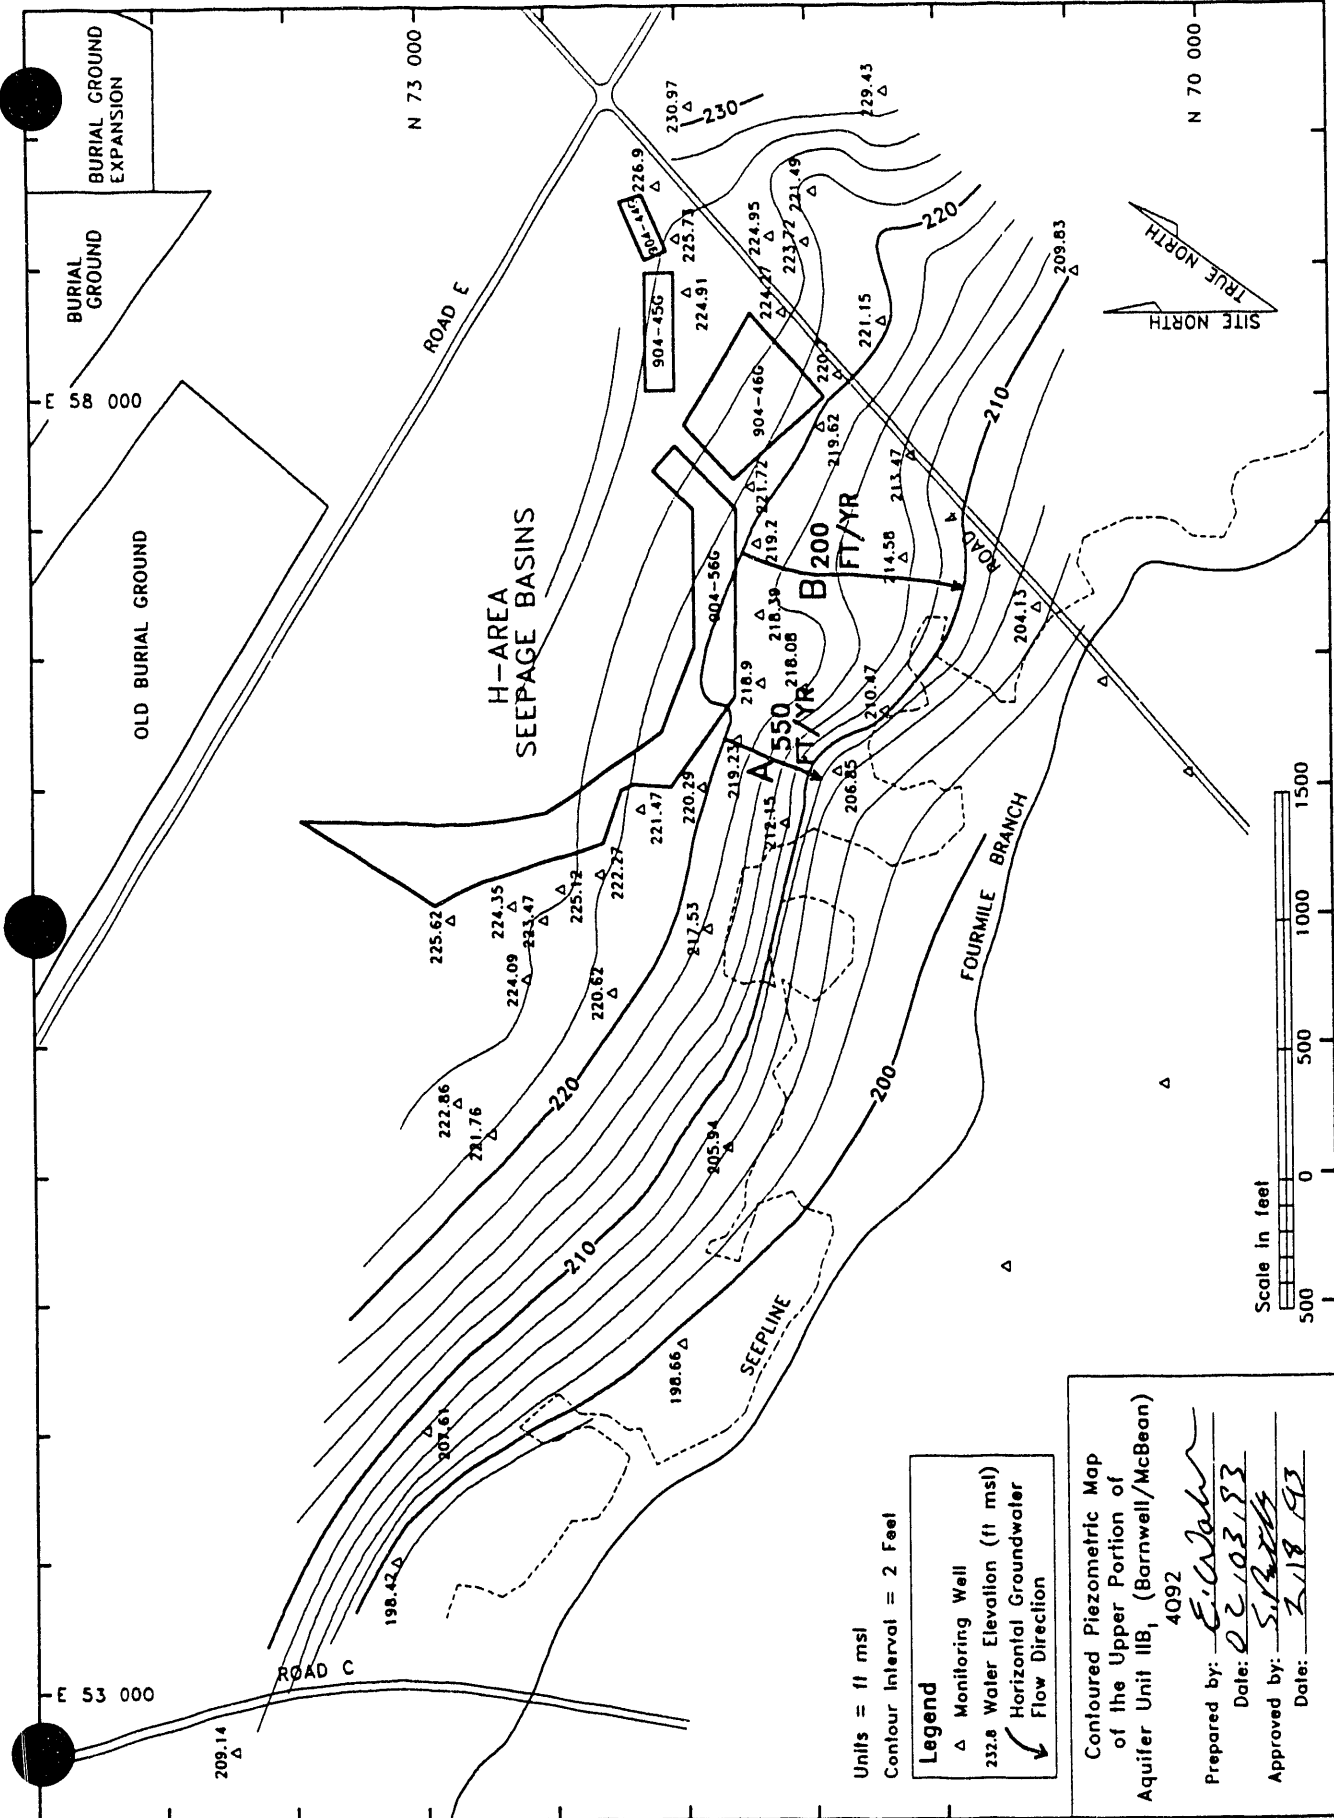 BURIAL GROUND
EXPANSION
BURIAL
GROUND
OLD BURIAL GROUND
N 73 000
N 70 000
E 58 000
E 53 000
ROAD E
ROAD C
ROAD 4
H-AREA
SEEPAGE BASINS
904-44G
904-45G
904-46G
904-56G
230.97
230
229.43
226.9
225.73
224.91
224.95
223.72
221.49
224.27
220
221.15
209.83
220
210
219.62
213.47
221.72
219.2
214.58
B 200
FT/YR
218.39
218.08
218.9
210.47
204.13
A 550
FT/YR
219.23
220.29
221.47
212.15
206.85
222.27
225.12
223.47
224.35
225.62
224.09
220.62
217.53
222.86
221.76
220
210
205.94
200
207.61
198.66
198.42
209.14
FOURMILE BRANCH
SEEPLINE
SITE NORTH
TRUE NORTH
Scale in feet
500 0 500 1000 1500
Units = ft msl
Contour Interval = 2 Feet
Legend
Monitoring Well
232.8 Water Elevation (ft msl)
Horizontal Groundwater
Flow Direction
Contoured Piezometric Map
of the Upper Portion of
Aquifer Unit IIB₁ (Barnwell/McBean)
4Q92
Prepared by:
Date: 02/03/93
Approved by:
Date: 2/18/93